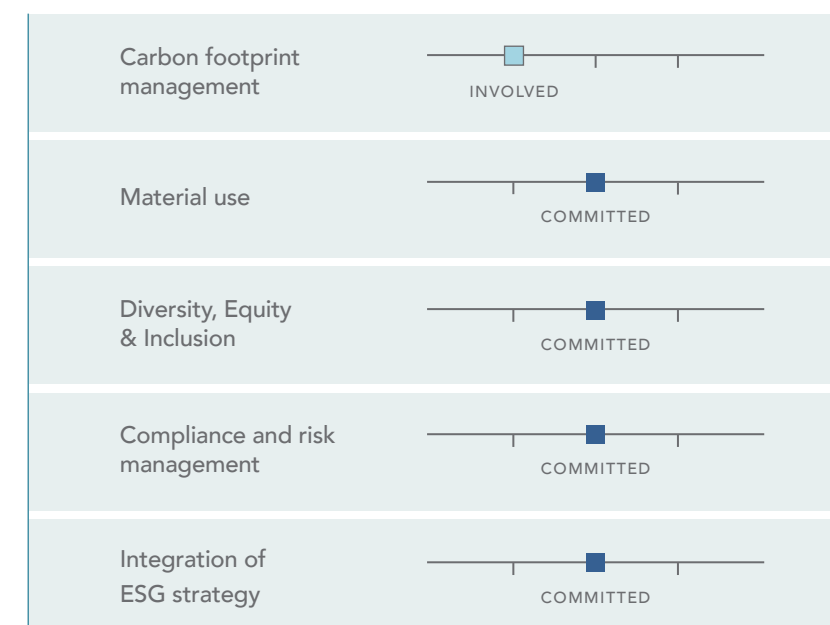 Carbon footprint
management
INVOLVED
Material use
COMMITTED
Diversity, Equity
& Inclusion
COMMITTED
Compliance and risk
management
COMMITTED
Integration of
ESG strategy
COMMITTED